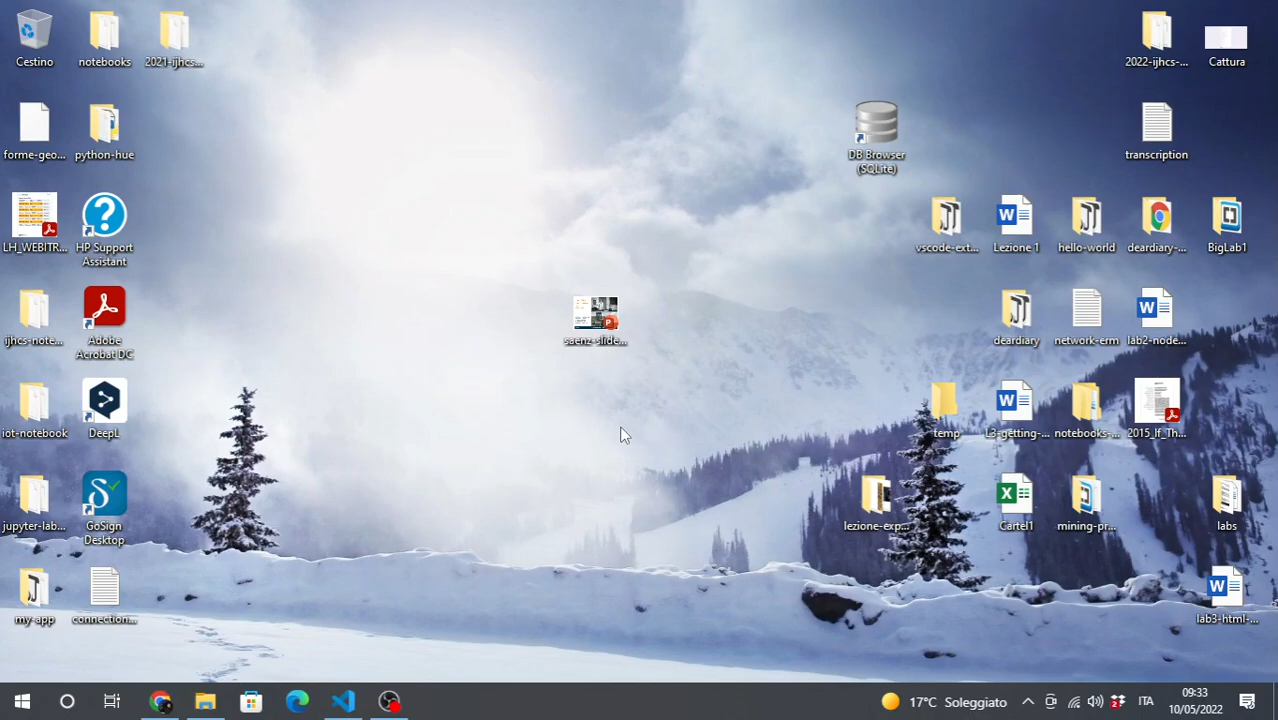 Cestino
notebooks
2021-ijhcs...
2022-ijhcs-...
Cattura
forme-geo...
python-hue
DB Browser
(SQLite)
transcription
LH_WEBITR...
HP Support
Assistant
vscode-ext...
Lezione 1
hello-world
deardiary-...
BigLab1
ijhcs-note...
Adobe
Acrobat DC
saenz-slide...
deardiary
network-erm
lab2-node...
iot-notebook
DeepL
temp
L3-getting-...
notebooks-...
2015_If_Th...
jupyter-lab...
GoSign
Desktop
lezione-exp...
Cartel1
mining-pr...
labs
my-app
connection...
lab3-html-...
17°C Soleggiato
ITA
09:33
10/05/2022